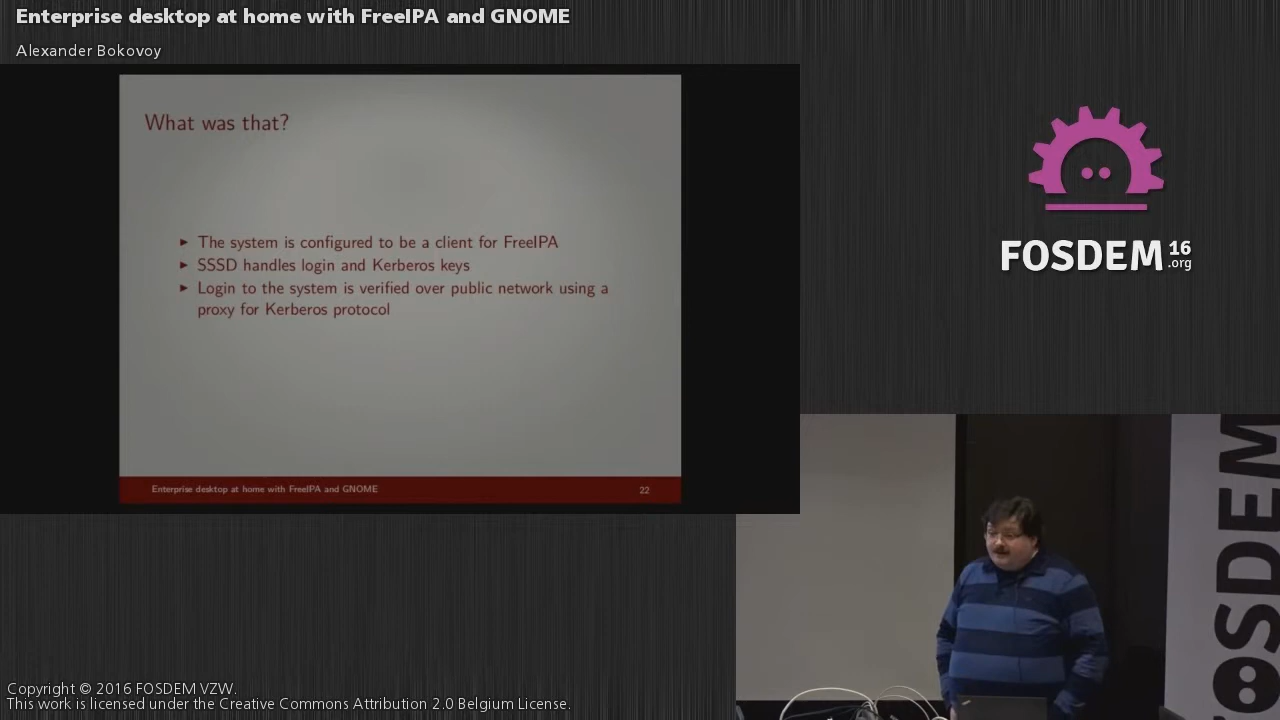 Enterprise desktop at home with FreeIPA and GNOME
Alexander Bokovoy
What was that?
The system is configured to be a client for FreeIPA
SSSD handles login and Kerberos keys
Login to the system is verified over public network using a
proxy for Kerberos protocol
Enterprise desktop at home with FreeIPA and GNOME 22
FOSDEM 16
.org
FOSDEM
Copyright © 2016 FOSDEM VZW.
This work is licensed under the Creative Commons Attribution 2.0 Belgium License.